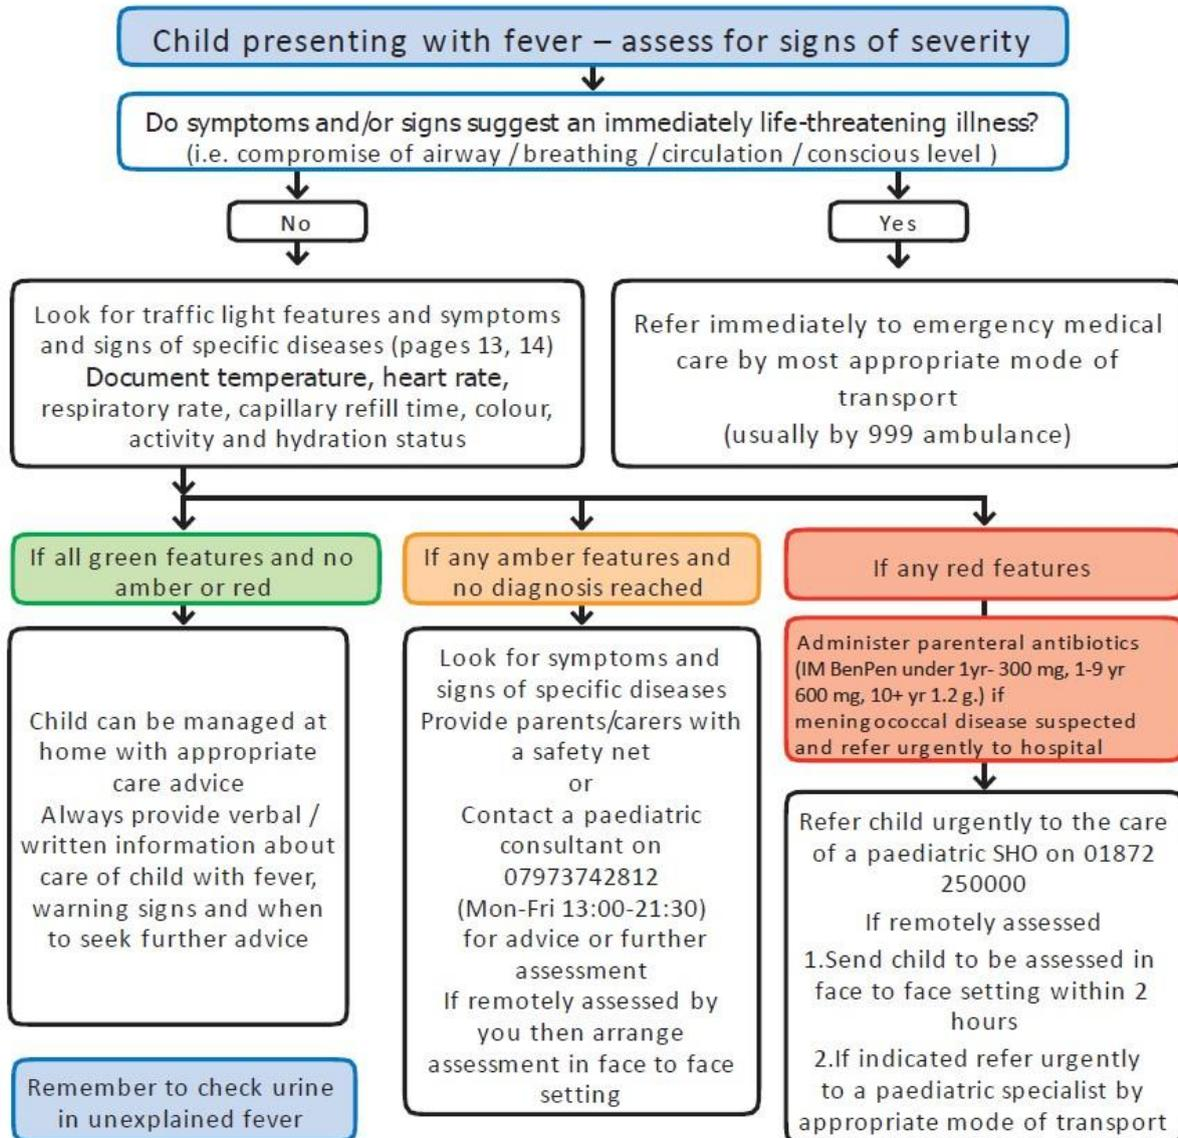 Child presenting with fever – assess for signs of severity
Do symptoms and/or signs suggest an immediately life-threatening illness?
(i.e. compromise of airway / breathing / circulation / conscious level )
No
Yes
Look for traffic light features and symptoms
and signs of specific diseases (pages 13, 14)
Document temperature, heart rate,
respiratory rate, capillary refill time, colour,
activity and hydration status
Refer immediately to emergency medical
care by most appropriate mode of
transport
(usually by 999 ambulance)
If all green features and no
amber or red
If any amber features and
no diagnosis reached
If any red features
Child can be managed at
home with appropriate
care advice
Always provide verbal /
written information about
care of child with fever,
warning signs and when
to seek further advice
Look for symptoms and
signs of specific diseases
Provide parents/carers with
a safety net
or
Contact a paediatric
consultant on
07973742812
(Mon-Fri 13:00-21:30)
for advice or further
assessment
If remotely assessed by
you then arrange
assessment in face to face
setting
Administer parenteral antibiotics
(IM BenPen under 1yr- 300 mg, 1-9 yr
600 mg, 10+ yr 1.2 g.) if
meningococcal disease suspected
and refer urgently to hospital
Refer child urgently to the care
of a paediatric SHO on 01872
250000
If remotely assessed
1.Send child to be assessed in
face to face setting within 2
hours
2.If indicated refer urgently
to a paediatric specialist by
appropriate mode of transport
Remember to check urine
in unexplained fever